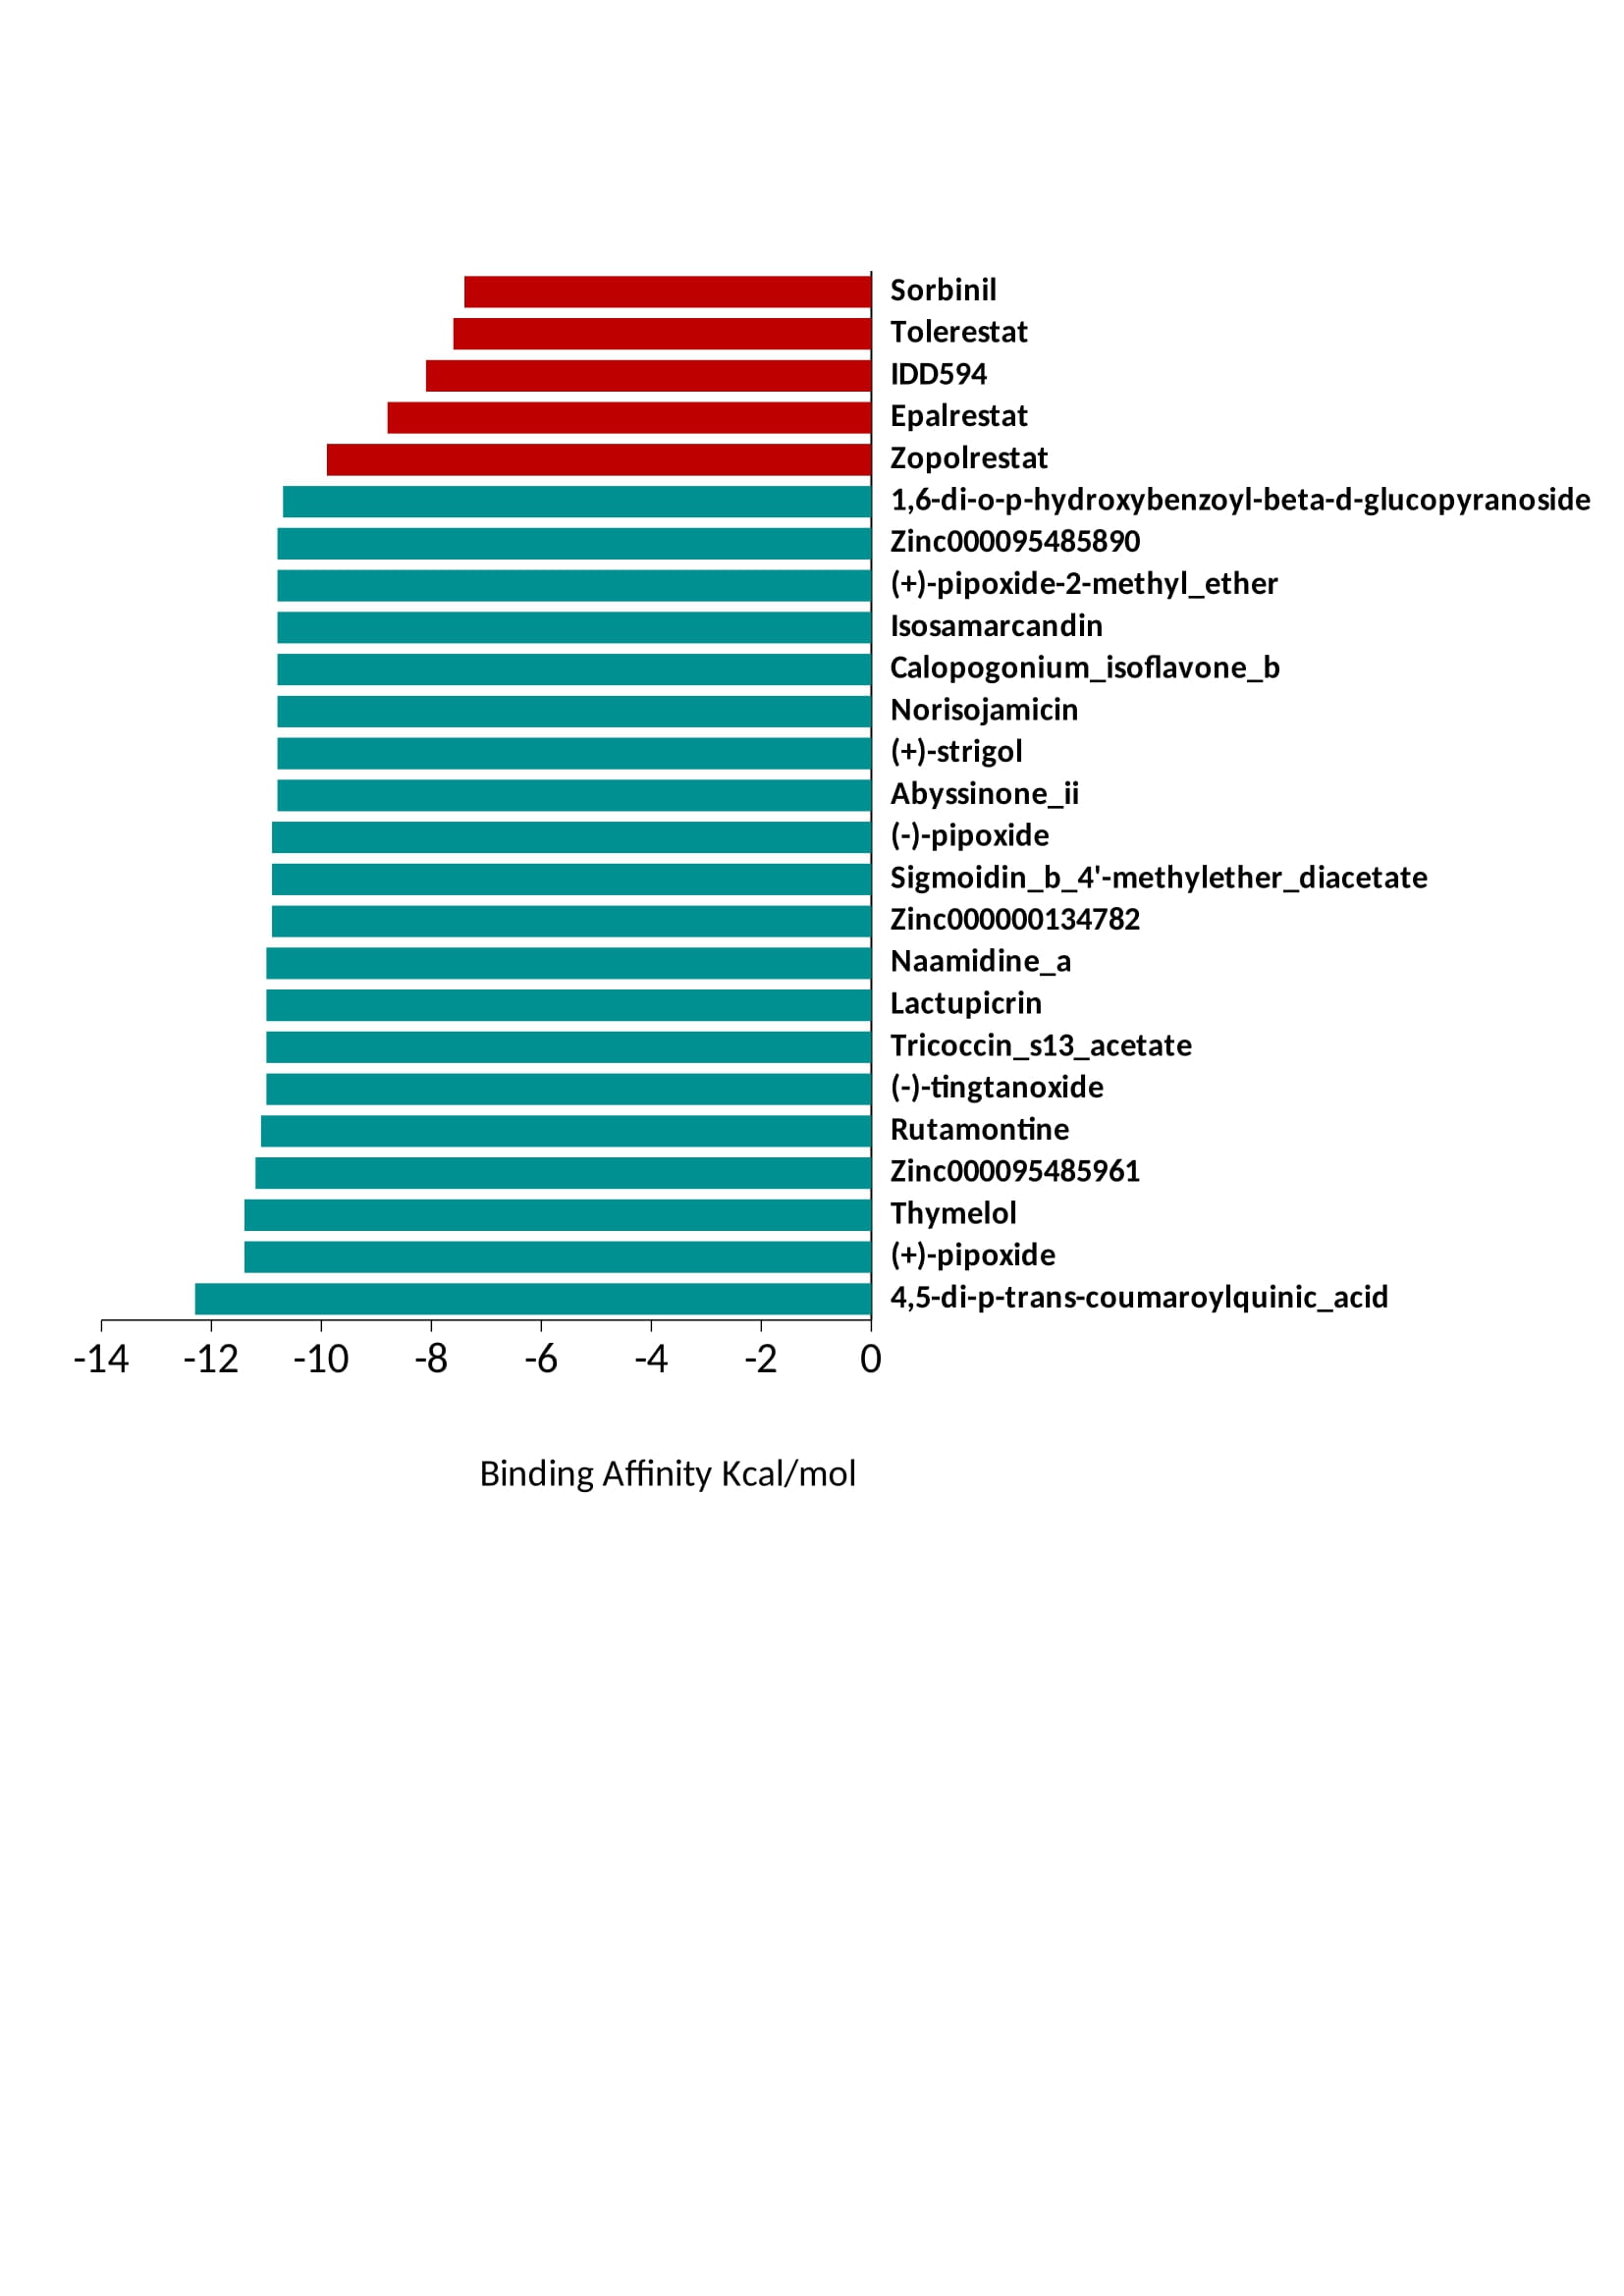 Sorbinil
Tolerestat
IDD594
Epalrestat
Zopolrestat
1,6-di-o-p-hydroxybenzoyl-beta-d-glucopyranoside
Zinc000095485890
(+)-pipoxide-2-methyl_ether
Isosamarcandin
Calopogonium_isoflavone_b
Norisojamicin
(+)-strigol
Abyssinone_ii
(-)-pipoxide
Sigmoidin_b_4'-methylether_diacetate
Zinc000000134782
Naamidine_a
Lactupicrin
Tricoccin_s13_acetate
(-)-tingtanoxide
Rutamontine
Zinc000095485961
Thymelol
(+)-pipoxide
4,5-di-p-trans-coumaroylquinic_acid
-14 -12 -10 -8 -6 -4 -2 0
Binding Affinity Kcal/mol